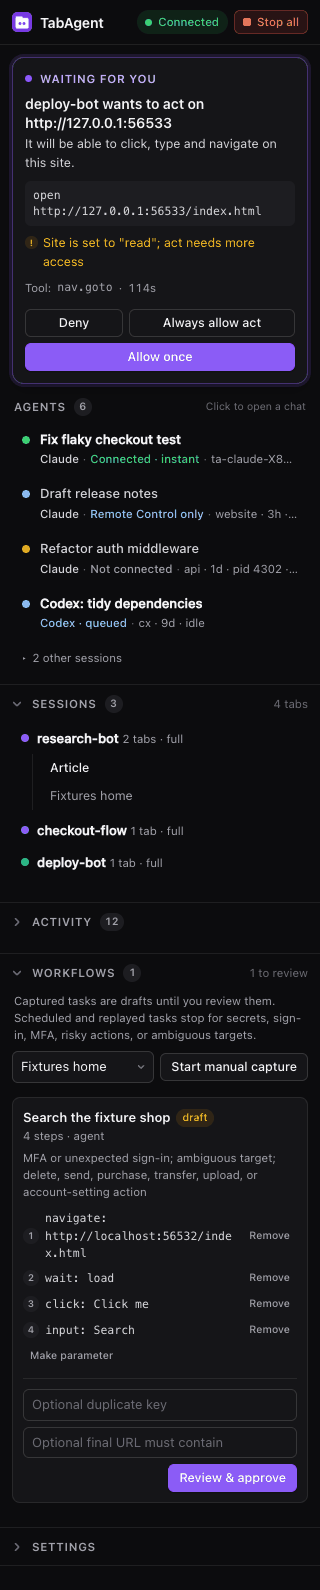 TabAgent
Connected
Stop all
WAITING FOR YOU
deploy-bot wants to act on
http://127.0.0.1:56533
It will be able to click, type and navigate on
this site.
open
http://127.0.0.1:56533/index.html
! Site is set to "read"; act needs more
access
Tool: nav.goto · 114s
Deny
Always allow act
Allow once
AGENTS 6
Click to open a chat
Fix flaky checkout test
Claude · Connected · instant · ta-claude-X8...
Draft release notes
Claude · Remote Control only · website · 3h ·...
Refactor auth middleware
Claude · Not connected · api · 1d · pid 4302 ·...
Codex: tidy dependencies
Codex · queued · cx · 9d · idle
2 other sessions
SESSIONS 3
4 tabs
research-bot 2 tabs · full
Article
Fixtures home
checkout-flow 1 tab · full
deploy-bot 1 tab · full
ACTIVITY 12
WORKFLOWS 1
1 to review
Captured tasks are drafts until you review them.
Scheduled and replayed tasks stop for secrets, sign-
in, MFA, risky actions, or ambiguous targets.
Fixtures home
Start manual capture
Search the fixture shop draft
4 steps · agent
MFA or unexpected sign-in; ambiguous target;
delete, send, purchase, transfer, upload, or
account-setting action
navigate:
1 http://localhost:56532/inde Remove
x.html
2 wait: load Remove
3 click: Click me Remove
4 input: Search Remove
Make parameter
Optional duplicate key
Optional final URL must contain
Review & approve
SETTINGS